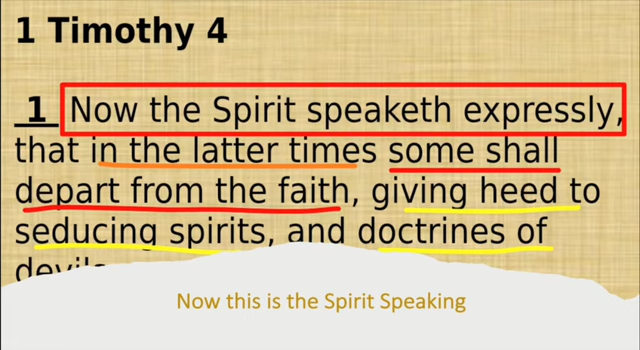 1 Timothy 4
1 Now the Spirit speaketh expressly,
that in the latter times some shall
depart from the faith, giving heed to
seducing spirits, and doctrines of
devils
Now this is the Spirit Speaking